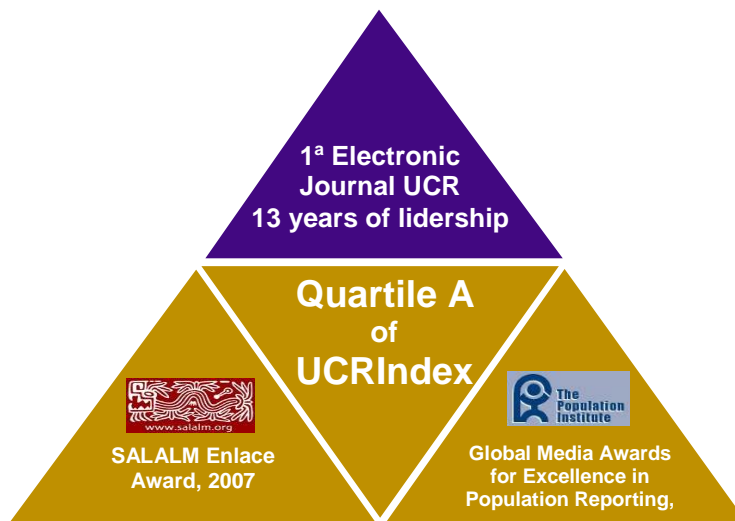 1ª Electronic
Journal UCR
13 years of lidership
Quartile A
of
UCRIndex
www.salalm.org
SALALM Enlace
Award, 2007
The
Population
Institute
Global Media Awards
for Excellence in
Population Reporting,